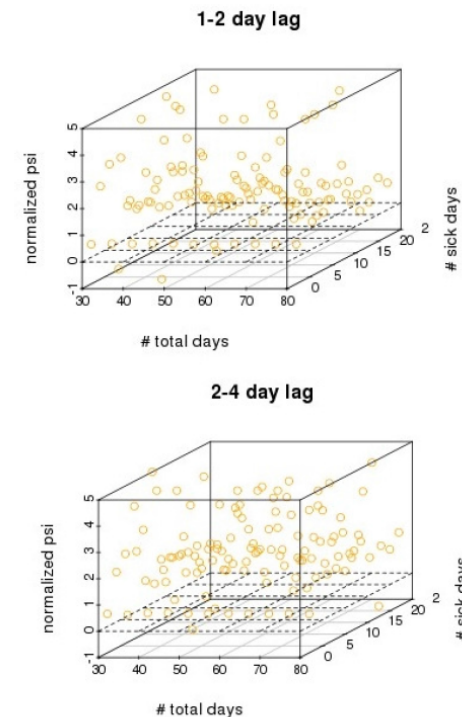 1-2 day lag
normalized psi
-1 0 1 2 3 4 5
30 40 50 60 70 80
# total days
0 5 10 15 20 2
# sick days
2-4 day lag
normalized psi
-1 0 1 2 3 4 5
30 40 50 60 70 80
# total days
0 5 10 15 20 2
# sick days